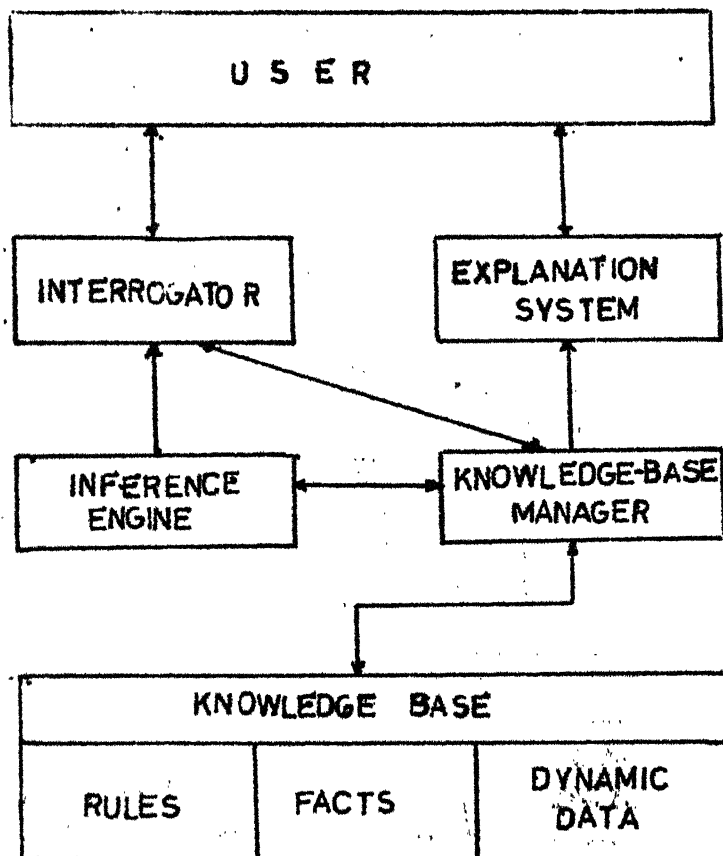 USER
INTERROGATOR
EXPLANATION
SYSTEM
INFERENCE
ENGINE
KNOWLEDGE-BASE
MANAGER
KNOWLEDGE BASE
RULES
FACTS
DYNAMIC
DATA